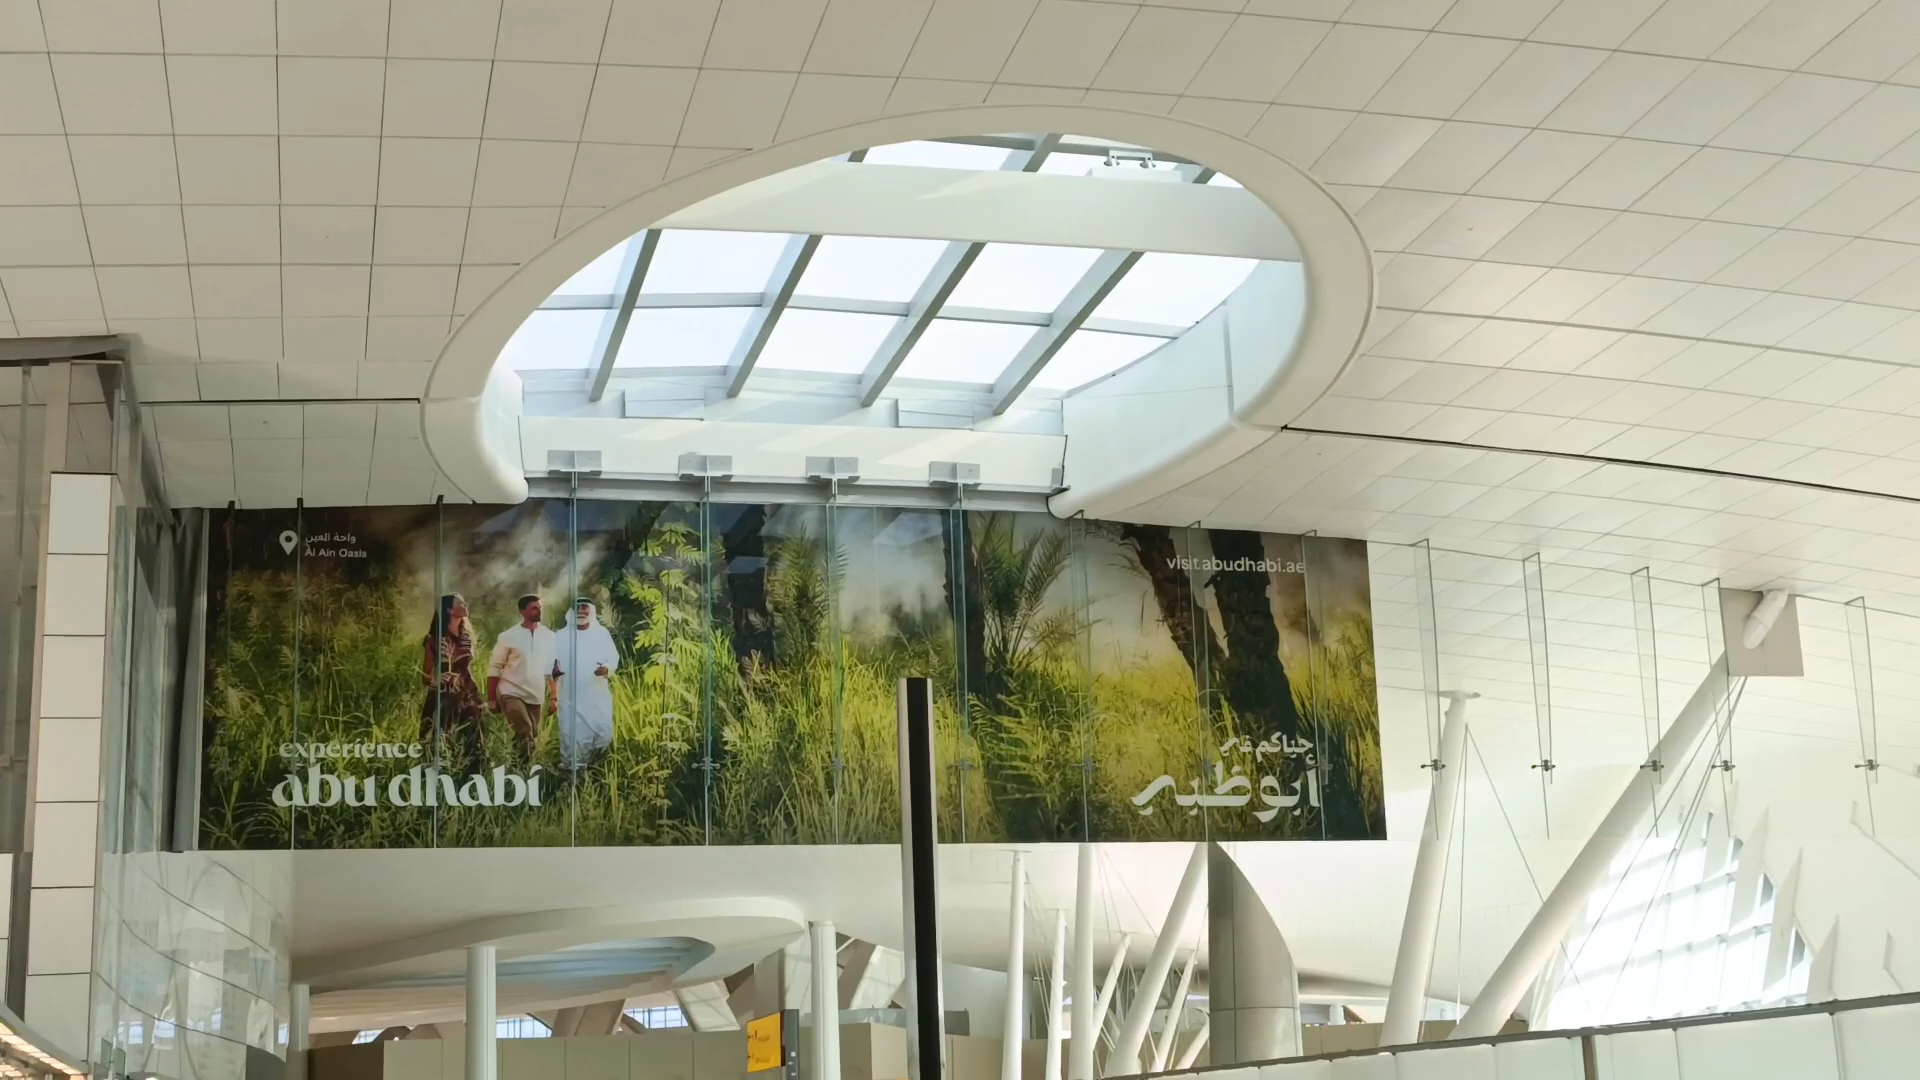 واحة العين
Al Ain Oasis
visitabudhabi.ae
experience
abu dhabi
حياكم في
أبوظبي